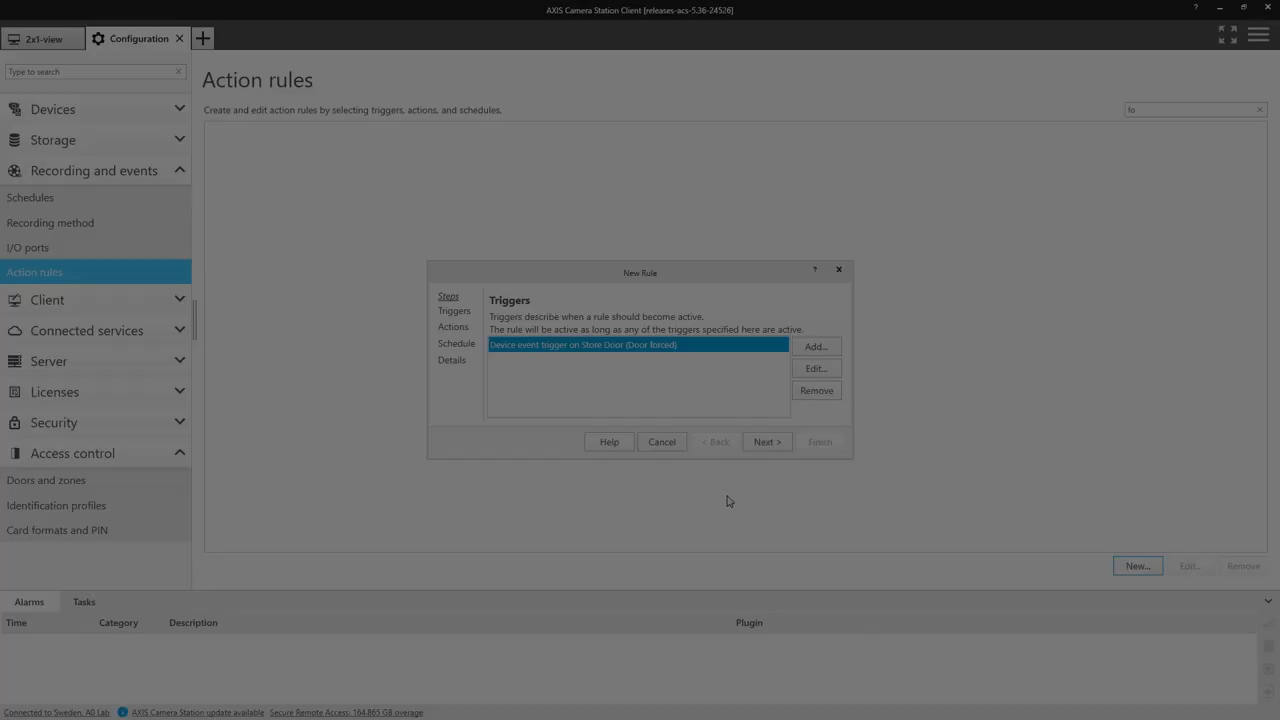 AXIS Camera Station Client [releases-acs-5.36-24526]
?
2x1-view
Configuration
Type to search
Devices
Storage
Recording and events
Schedules
Recording method
I/O ports
Action rules
Client
Connected services
Server
Licenses
Security
Access control
Doors and zones
Identification profiles
Card formats and PIN
Action rules
Create and edit action rules by selecting triggers, actions, and schedules.
fo
New Rule
?
Steps
Triggers
Actions
Schedule
Details
Triggers
Triggers describe when a rule should become active.
The rule will be active as long as any of the triggers specified here are active.
Device event trigger on Store Door (Door forced)
Add...
Edit...
Remove
Help
Cancel
< Back
Next >
Finish
New...
Edit...
Remove
Alarms
Tasks
Time
Category
Description
Plugin
Connected to Sweden, A0 Lab
AXIS Camera Station update available
Secure Remote Access: 164.865 GB overage